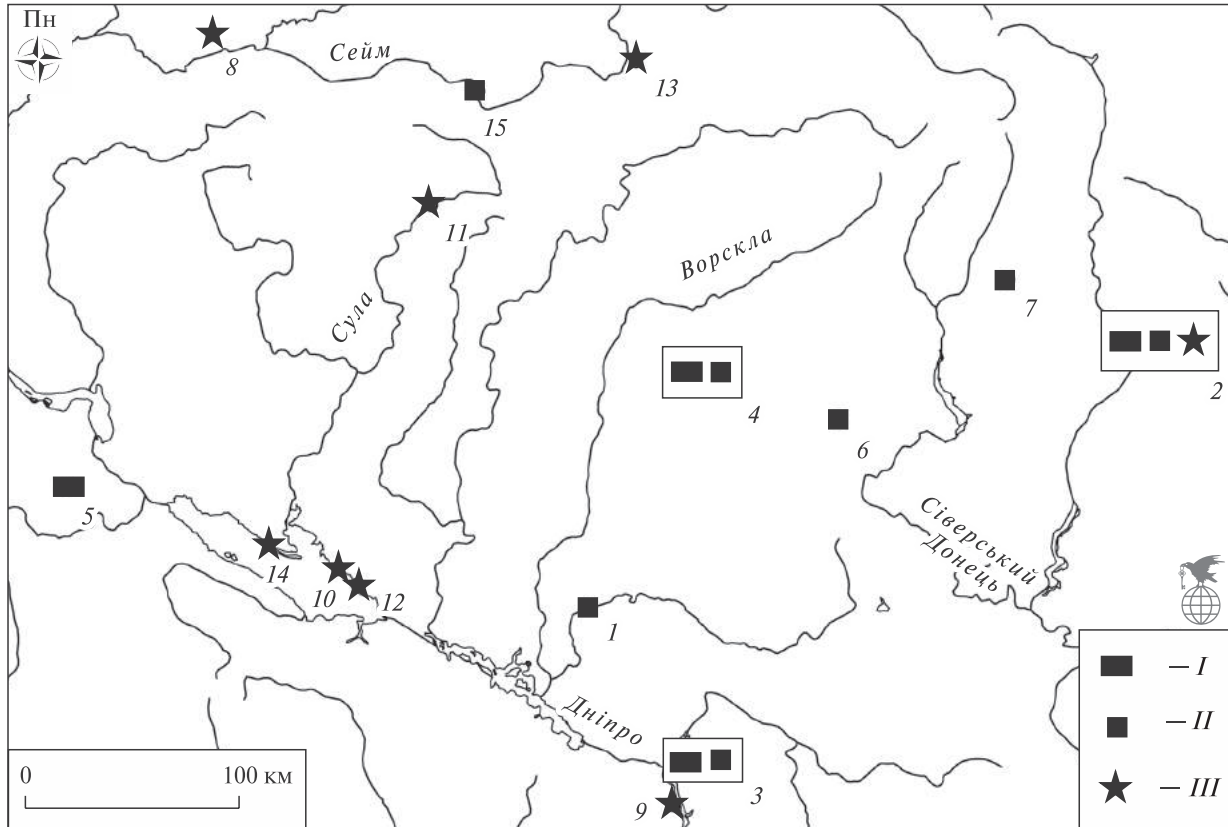 Пн
8
Сейм
13
15
11
Ворскла
Сула
7
2
4
6
5
Сіверський
Донець
14
10
12
1
Дніпро
3
9
0
100 км
— I
— II
— III